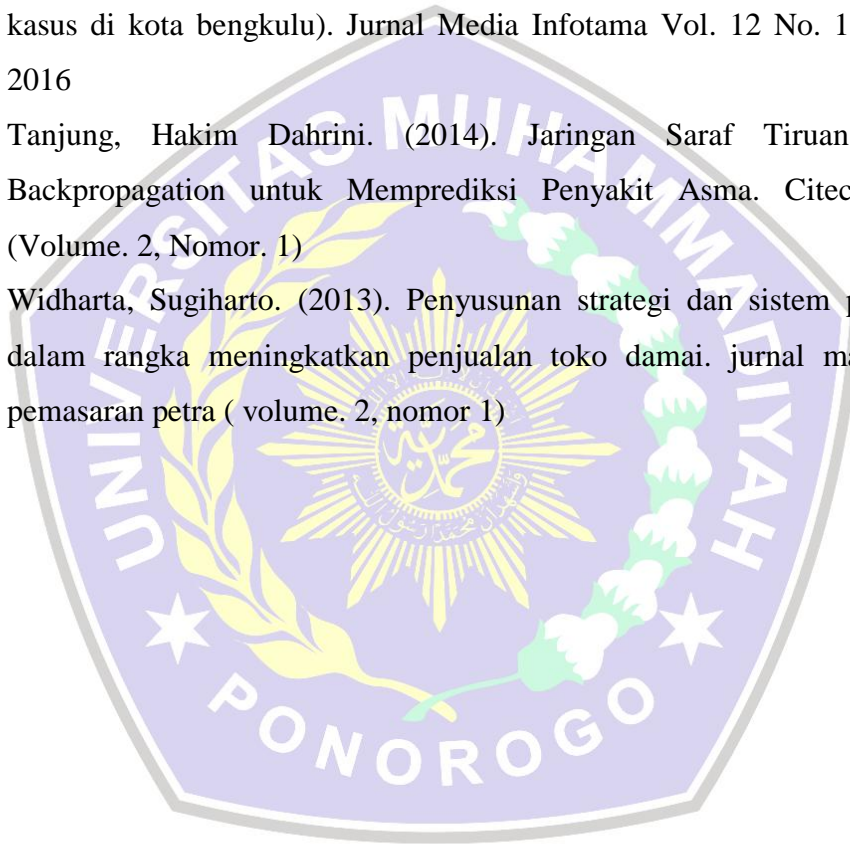 kasus di kota bengkulu). Jurnal Media Infotama Vol. 12 No. 1
2016
Tanjung, Hakim Dahrini. (2014). Jaringan Saraf Tiruan
Backpropagation untuk Memprediksi Penyakit Asma. Citec
(Volume. 2, Nomor. 1)
Widharta, Sugiharto. (2013). Penyusunan strategi dan sistem p
dalam rangka meningkatkan penjualan toko damai. jurnal ma
pemasaran petra ( volume. 2, nomor 1)
UNIVERSITAS MUHAMMADIYAH
محمدية
PONOROGO